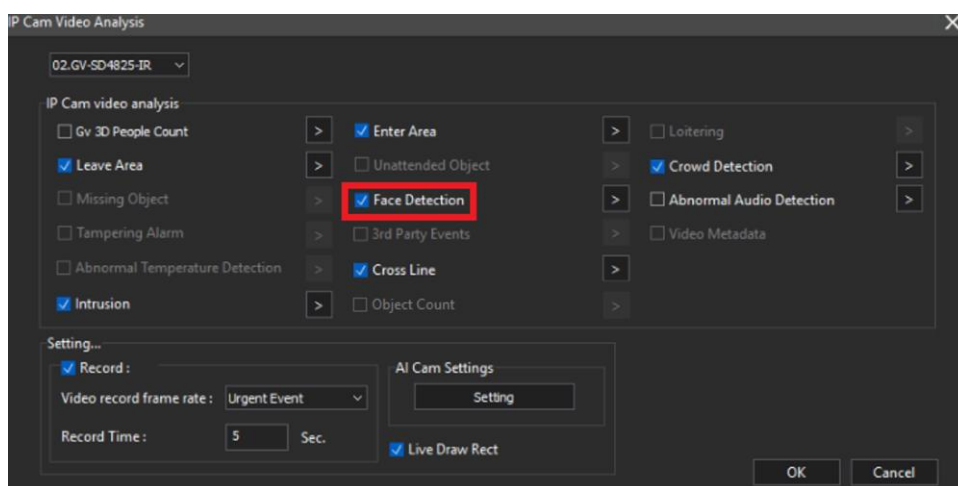 IP Cam Video Analysis
02.GV-SD4825-IR
IP Cam video analysis
Gv 3D People Count > Enter Area > Loitering >
Leave Area > Unattended Object > Crowd Detection >
Missing Object > Face Detection > Abnormal Audio Detection >
Tampering Alarm > 3rd Party Events > Video Metadata
Abnormal Temperature Detection > Cross Line >
Intrusion > Object Count >
Setting...
Record : AI Cam Settings
Video record frame rate : Urgent Event Setting
Record Time : 5 Sec. Live Draw Rect
OK Cancel